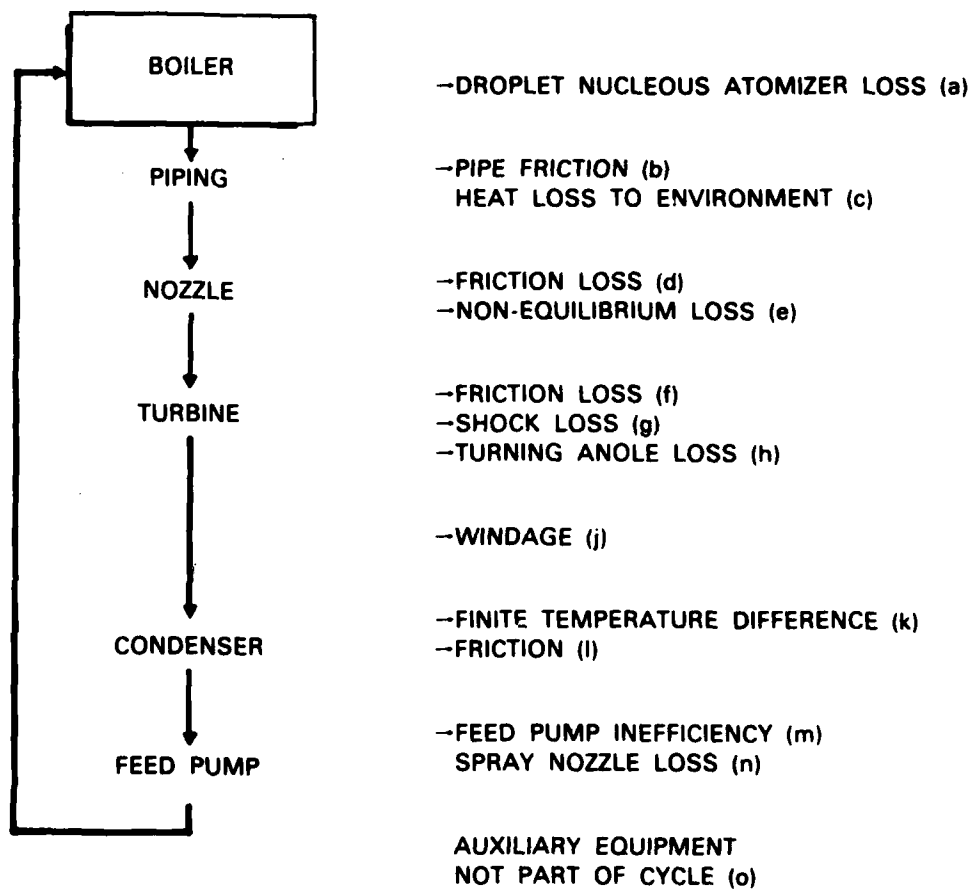 BOILER
→DROPLET NUCLEOUS ATOMIZER LOSS (a)
PIPING
→PIPE FRICTION (b)
HEAT LOSS TO ENVIRONMENT (c)
NOZZLE
→FRICTION LOSS (d)
→NON-EQUILIBRIUM LOSS (e)
TURBINE
→FRICTION LOSS (f)
→SHOCK LOSS (g)
→TURNING ANOLE LOSS (h)
→WINDAGE (j)
CONDENSER
→FINITE TEMPERATURE DIFFERENCE (k)
→FRICTION (l)
FEED PUMP
→FEED PUMP INEFFICIENCY (m)
SPRAY NOZZLE LOSS (n)
AUXILIARY EQUIPMENT
NOT PART OF CYCLE (o)